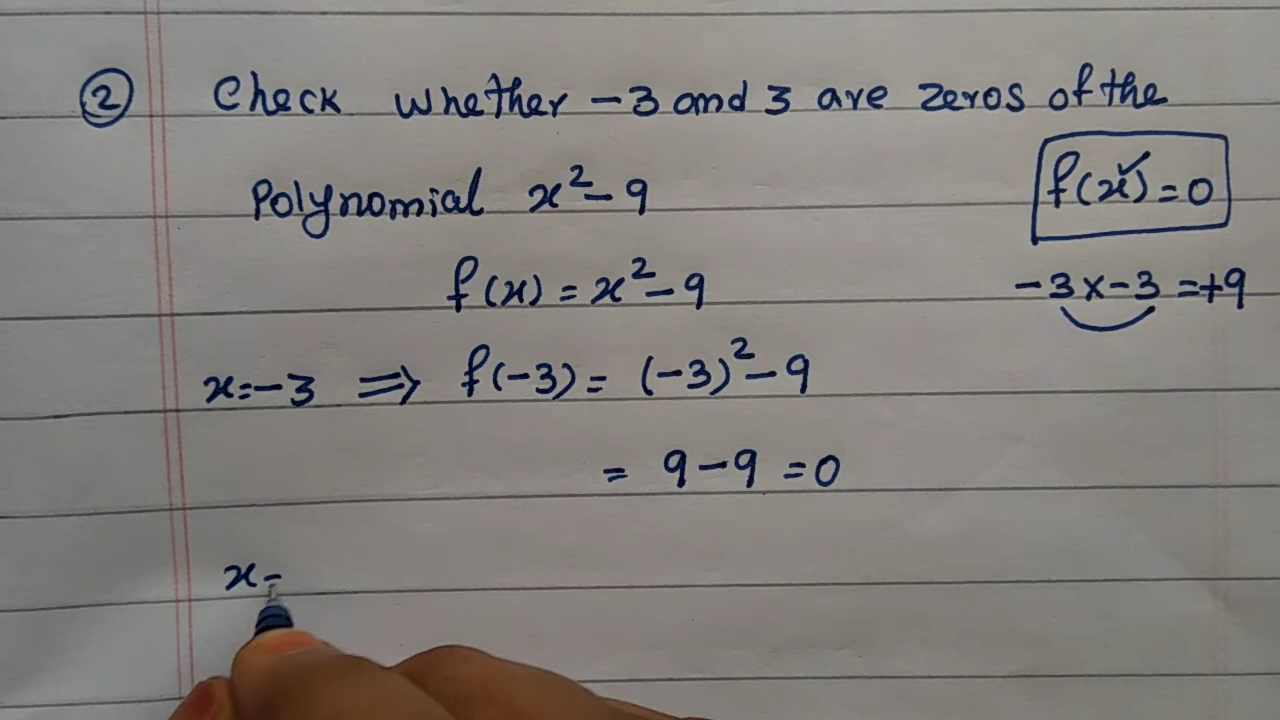 ② Check whether -3 and 3 are zeros of the
Polynomial x²-9
f(x)=0
f(x) = x²-9
-3x-3 =+9
x=-3 ⇒ f(-3) = (-3)²-9
= 9-9 =0
x=